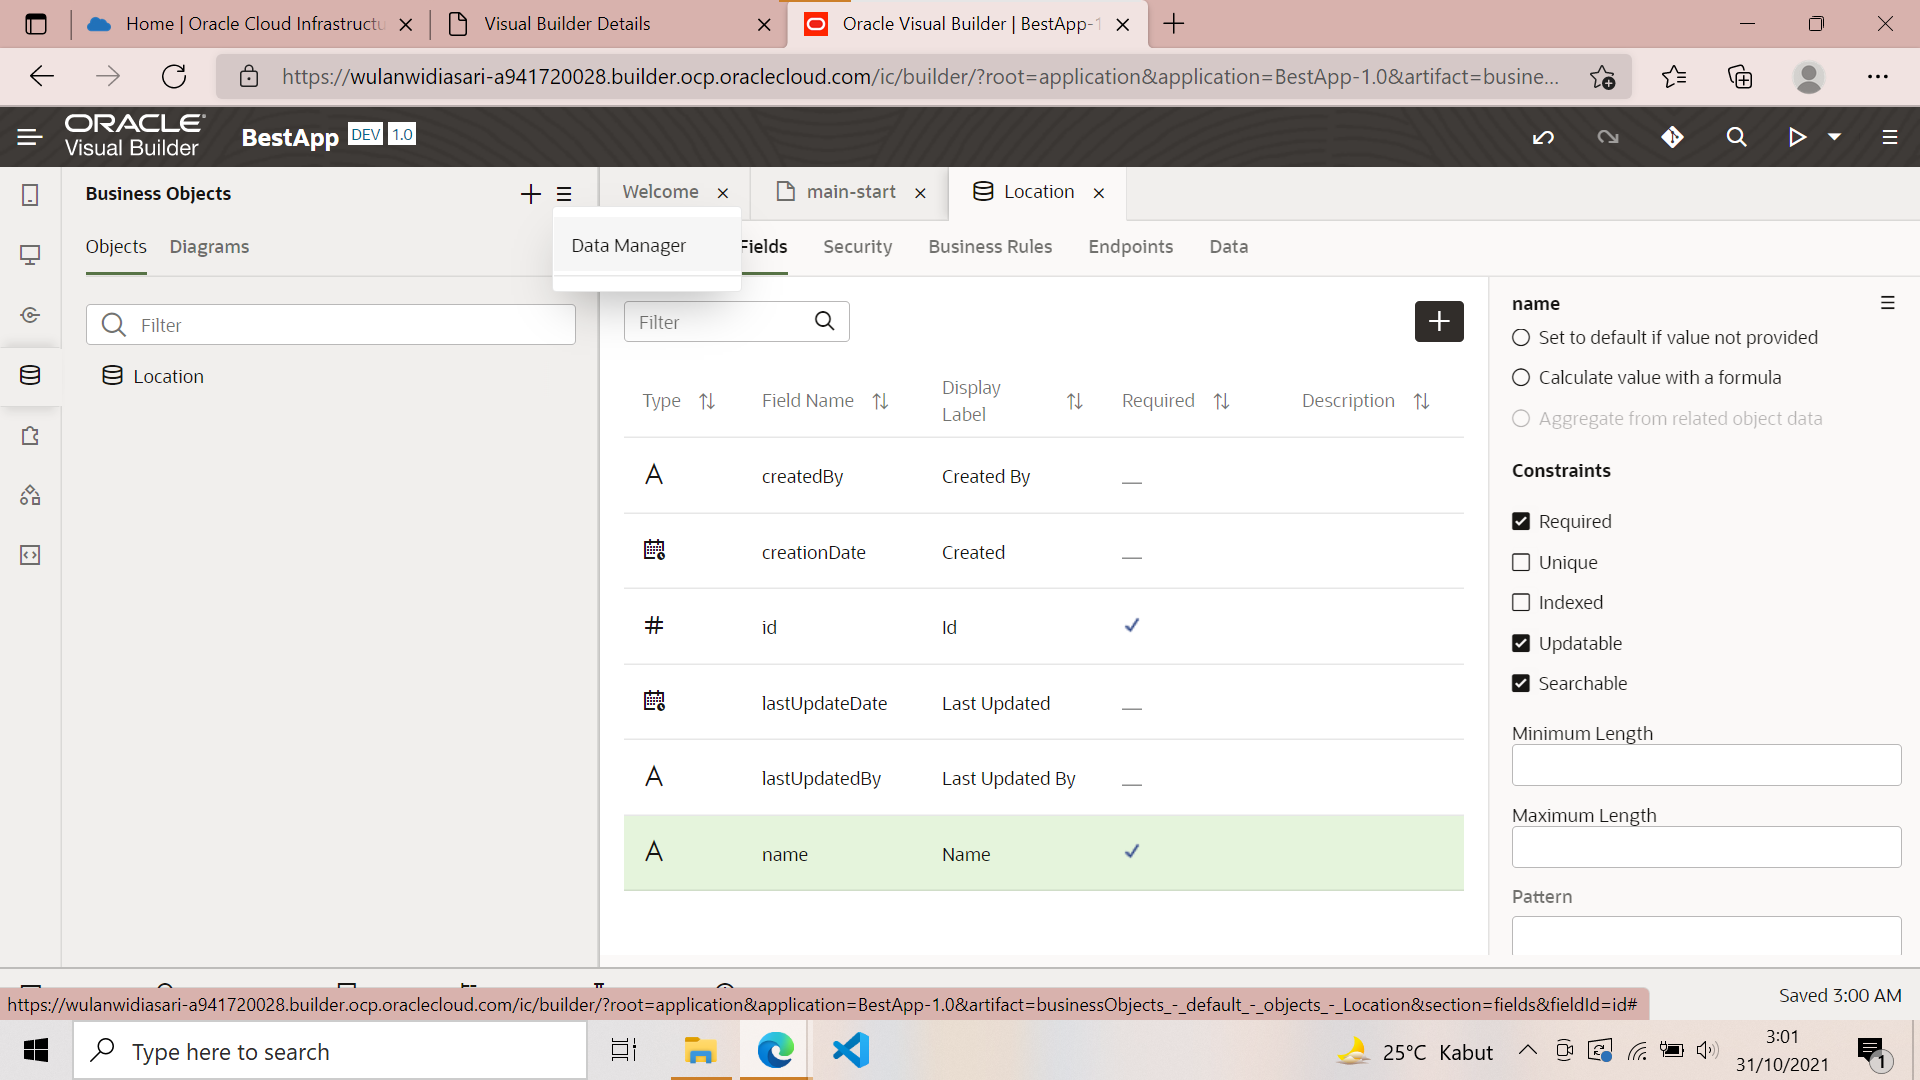 Home | Oracle Cloud Infrastructu
Visual Builder Details
Oracle Visual Builder | BestApp-1
https://wulanwidiasari-a941720028.builder.ocp.oraclecloud.com/ic/builder/?root=application&application=BestApp-1.0&artifact=busine...
ORACLE
Visual Builder
BestApp DEV 1.0
Business Objects
Welcome
main-start
Location
Objects
Diagrams
Data Manager
Fields
Security
Business Rules
Endpoints
Data
Filter
Location
Filter
Type
Field Name
Display
Label
Required
Description
createdBy
Created By
creationDate
Created
id
Id
lastUpdateDate
Last Updated
lastUpdatedBy
Last Updated By
name
Name
name
Set to default if value not provided
Calculate value with a formula
Aggregate from related object data
Constraints
Required
Unique
Indexed
Updatable
Searchable
Minimum Length
Maximum Length
Pattern
https://wulanwidiasari-a941720028.builder.ocp.oraclecloud.com/ic/builder/?root=application&application=BestApp-1.0&artifact=businessObjects_-_default_-_objects_-_Location&section=fields&fieldId=id#
Saved 3:00 AM
Type here to search
25°C Kabut
3:01
31/10/2021
1